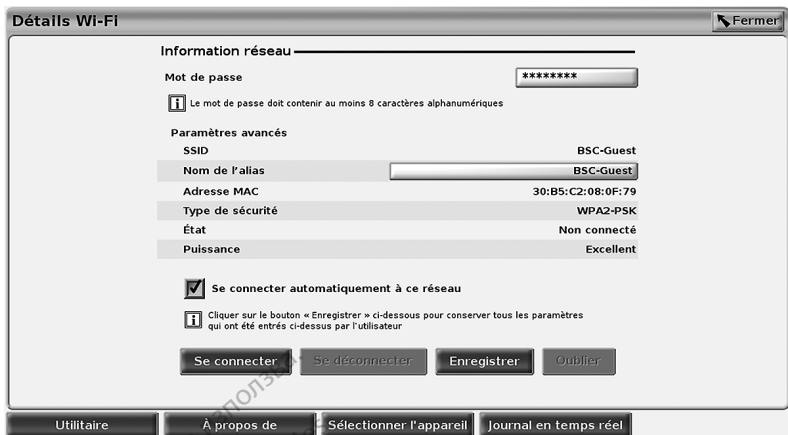 Détails Wi-Fi
Fermer
Information réseau
Mot de passe ********
Le mot de passe doit contenir au moins 8 caractères alphanumériques
Paramètres avancés
SSID BSC-Guest
Nom de l'alias BSC-Guest
Adresse MAC 30:B5:C2:08:0F:79
Type de sécurité WPA2-PSK
État Non connecté
Puissance Excellent
Se connecter automatiquement à ce réseau
Cliquer sur le bouton « Enregistrer » ci-dessous pour conserver tous les paramètres
qui ont été entrés ci-dessus par l'utilisateur
Se connecter Se déconnecter Enregistrer Oublier
Utilitaire À propos de Sélectionner l'appareil Journal en temps réel